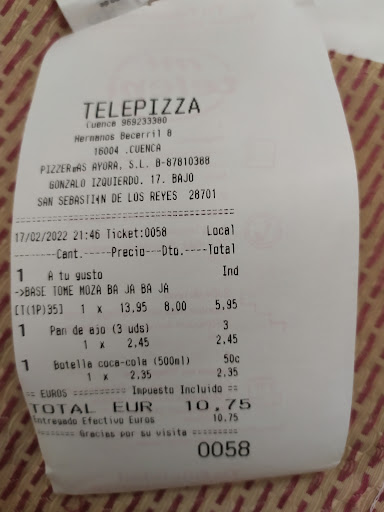 TELEPIZZA
Cuenca 969233380
Hermanos Becerril 8
16004 .CUENCA
PIZZERíAS AYORA, S.L. B-87810388
GONZALO IZQUIERDO. 17. BAJO
SAN SEBASTIáN DE LOS REYES 28701
17/02/2022 21:46 Ticket:0058 Local
--------Cant.-----Precio---Dto.----Total
1 A tu gusto Ind
->BASE TOME MOZA BA JA BA JA
[T(1P)35] 1 x 13.95 8,00 5,95
1 Pan de ajo (3 uds) 3
1 x 2.45 2.45
1 Botella coca-cola (500ml) 50c
1 x 2.35 2.35
== EUROS ========== Impuesto Incluido ==
TOTAL EUR 10,75
Entregado Efectivo Euros 10.75
======== Gracias por su visita =========
0058